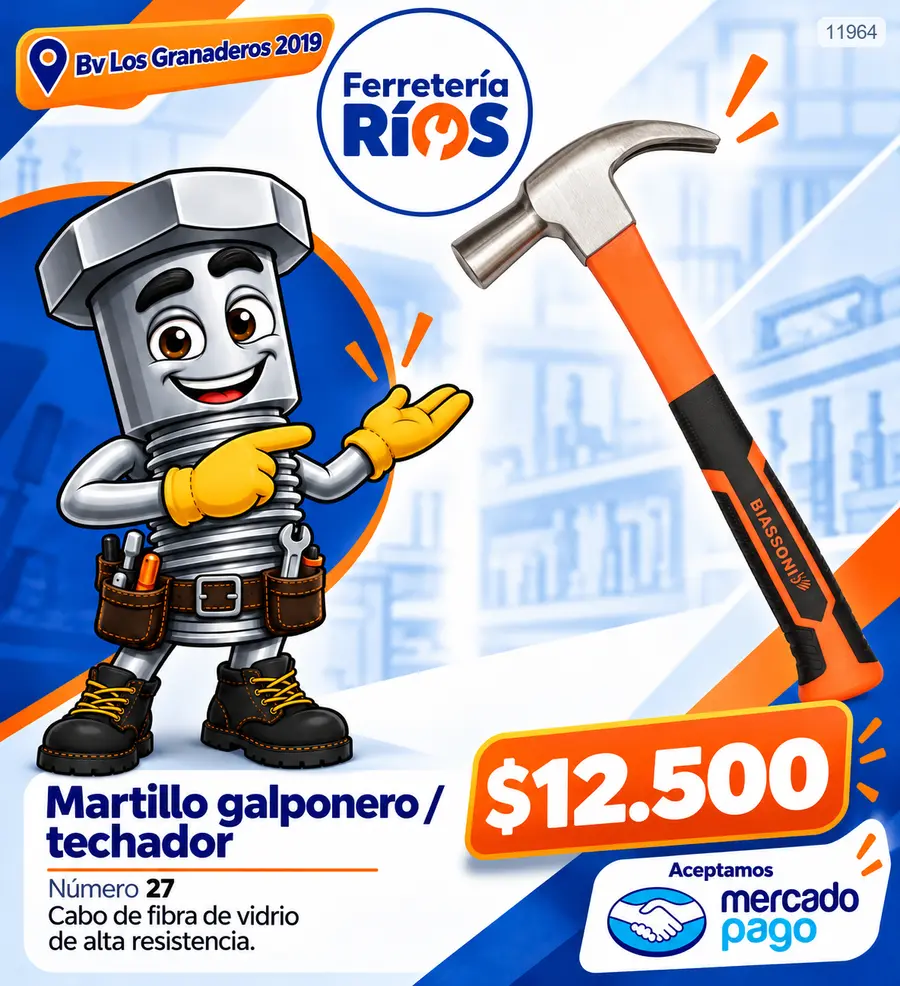 Bv Los Granaderos 2019
Ferretería
RÍOS
11964
BIASSONI
$12.500
Martillo galponero /
techador
Número 27
Cabo de fibra de vidrio
de alta resistencia.
Aceptamos
mercado
pago